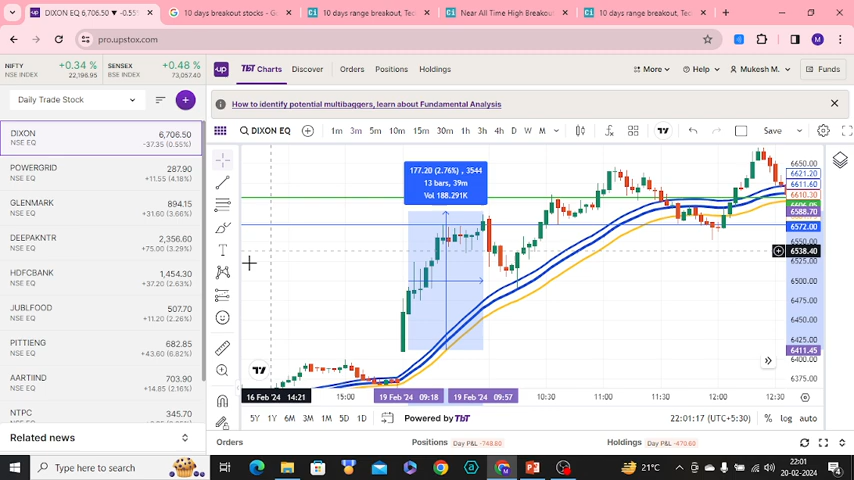 DIXON EQ 6,706.50 ▼ -0.55%
10 days breakout stocks - G
10 days range breakout, Tec
Near All Time High Breakout
10 days range breakout, Tec
pro.upstox.com
NIFTY +0.34 %
NSE INDEX 22,196.95
SENSEX +0.48 %
BSE INDEX 73,057.40
up TbT Charts Discover Orders Positions Holdings More Help Mukesh M. Funds
Daily Trade Stock
How to identify potential multibaggers, learn about Fundamental Analysis
DIXON EQ 1m 3m 5m 10m 15m 30m 1h 3h 4h D W M Save
DIXON 6,706.50
NSE EQ -37.35 (0.55%)
POWERGRID 287.90
NSE EQ +11.55 (4.18%)
GLENMARK 894.15
NSE EQ +31.60 (3.66%)
DEEPAKNTR 2,356.60
NSE EQ +75.00 (3.29%)
HDFCBANK 1,454.30
NSE EQ +37.20 (2.63%)
JUBLFOOD 507.70
NSE EQ +11.20 (2.26%)
PITTIENG 682.85
NSE EQ +43.60 (6.82%)
AARTIIND 703.90
NSE EQ +14.85 (2.16%)
NTPC 345.70
Related news
177.20 (2.76%) , 3544
13 bars, 39m
Vol 188.291K
6650.00
6621.20
6611.60
6610.30
6606.05
6588.70
6572.00
6550.00
6538.40
6525.00
6500.00
6475.00
6450.00
6411.45
6375.00
16 Feb '24 14:21 15:00 19 Feb '24 09:18 19 Feb '24 09:57 10:30 11:00 11:30 12:00 12:30
5Y 1Y 6M 3M 1M 5D 1D Powered by TbT 22:01:17 (UTC+5:30) % log auto
Orders Positions Day P&L -748.80 Holdings Day P&L -470.60
Type here to search
21°C
22:01
20-02-2024
4